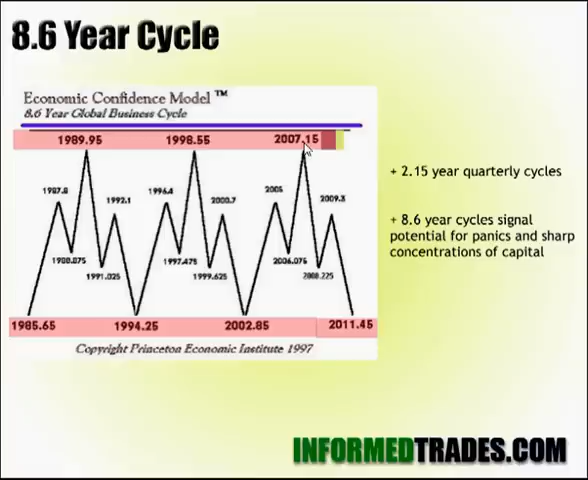 8.6 Year Cycle
Economic Confidence Model ™
8.6 Year Global Business Cycle
1989.95 1998.55 2007.15
1987.8 1992.1 1996.4 2000.7 2005 2009.3
1988.875 1991.025 1997.475 1999.625 2006.075 2008.225
1985.65 1994.25 2002.85 2011.45
Copyright Princeton Economic Institute 1997
+ 2.15 year quarterly cycles
+ 8.6 year cycles signal
potential for panics and sharp
concentrations of capital
INFORMEDTRADES.COM